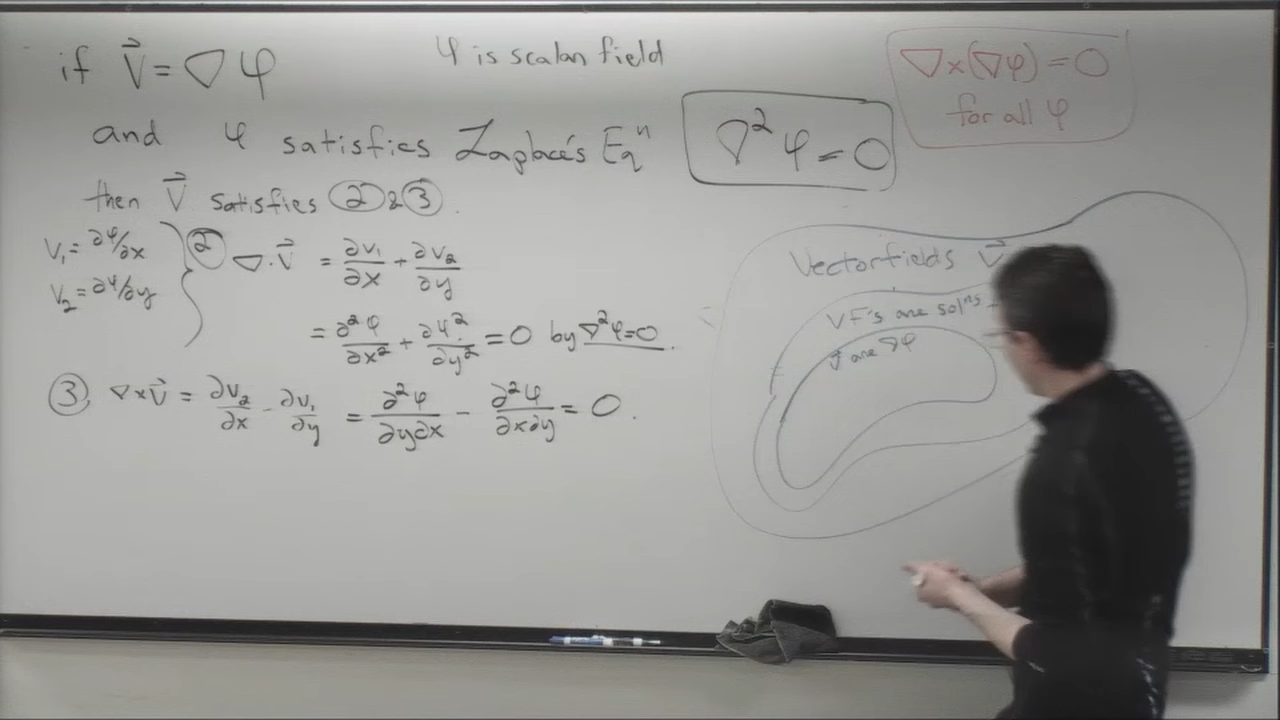 if V⃗ = ∇φ
φ is scalar field
∇×(∇φ) = 0
for all φ
and φ satisfies Laplace's Eqⁿ ∇²φ = 0
then V⃗ satisfies ② & ③.
V₁ = ∂φ/∂x
V₂ = ∂φ/∂y
② ∇·V⃗ = ∂V₁/∂x + ∂V₂/∂y
= ∂²φ/∂x² + ∂φ²/∂y² = 0 by ∇²φ=0.
③ ∇×V⃗ = ∂V₂/∂x - ∂V₁/∂y = ∂²φ/∂y∂x - ∂²φ/∂x∂y = 0.
Vectorfields V⃗
VF's are solⁿs
are ∇φ